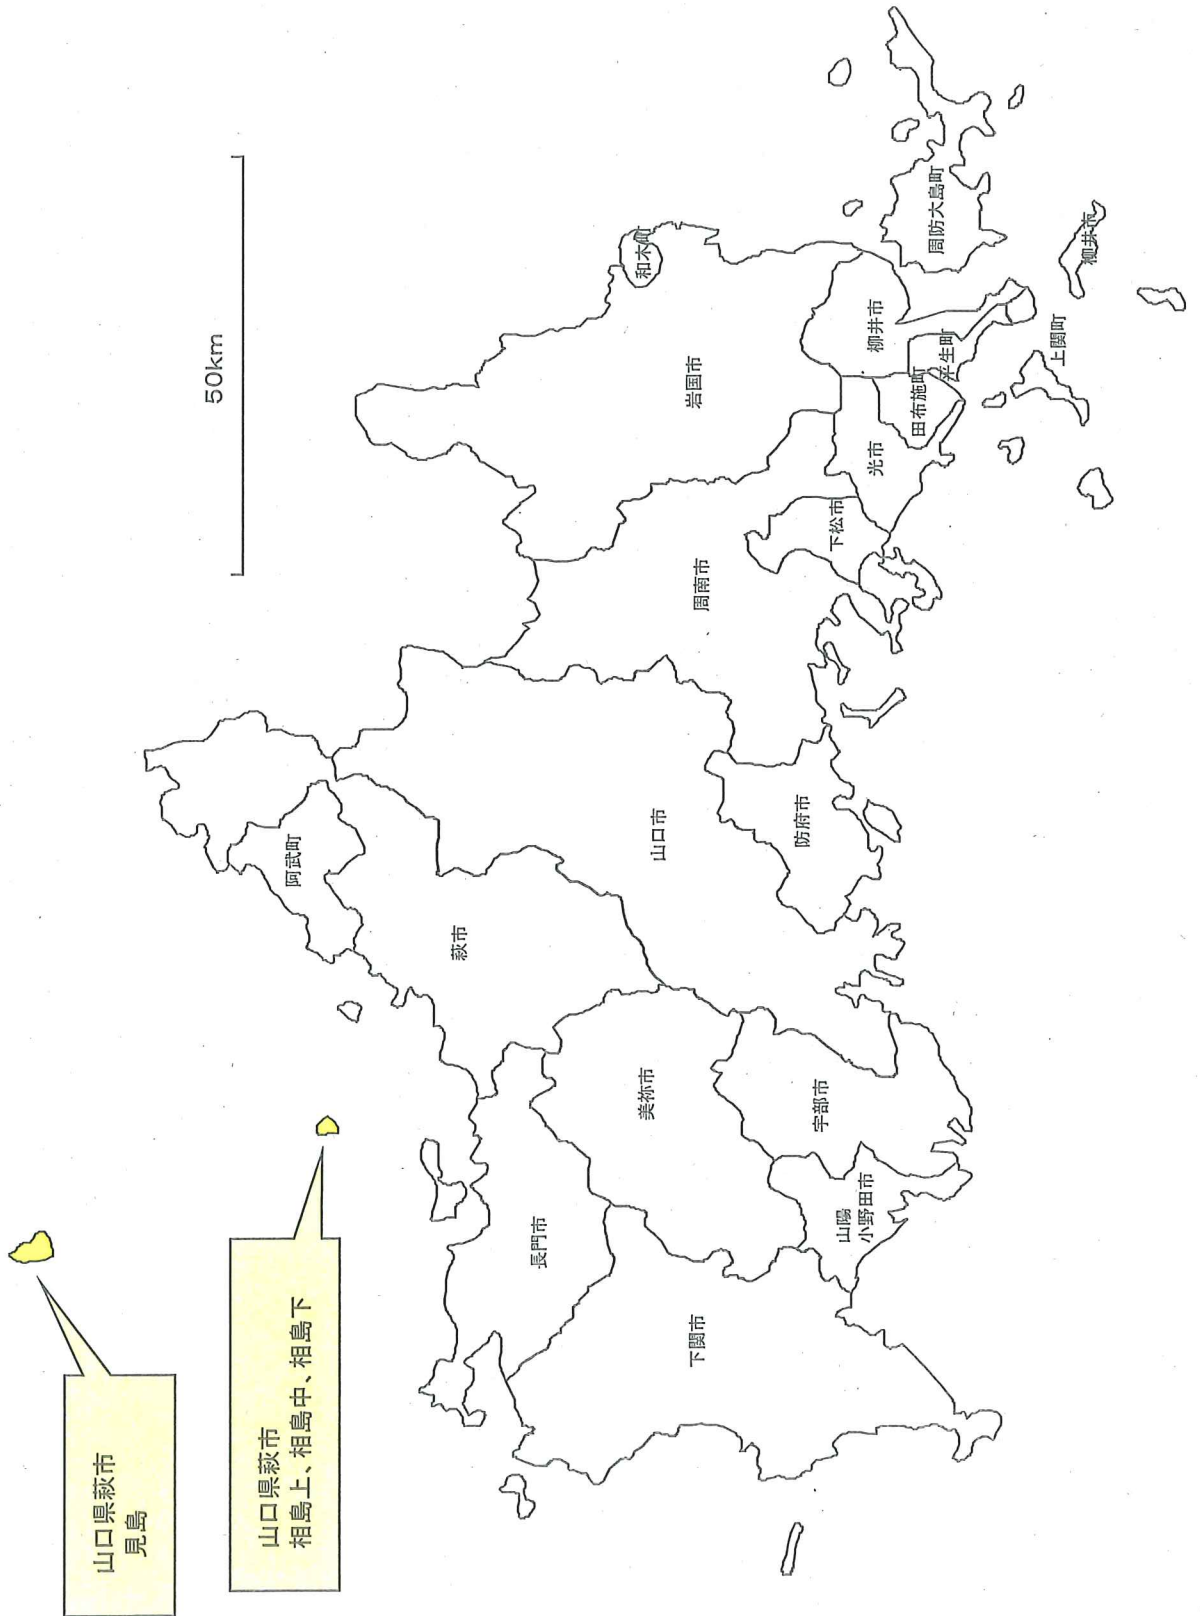 山口県萩市
見島
山口県萩市
相島上、相島中、相島下
50km
阿武町
萩市
長門市
下関市
美祢市
山口市
宇部市
山陽
小野田市
防府市
周南市
下松市
光市
岩国市
和木町
柳井市
田布施町
平生町
周防大島町
上関町
柳井市